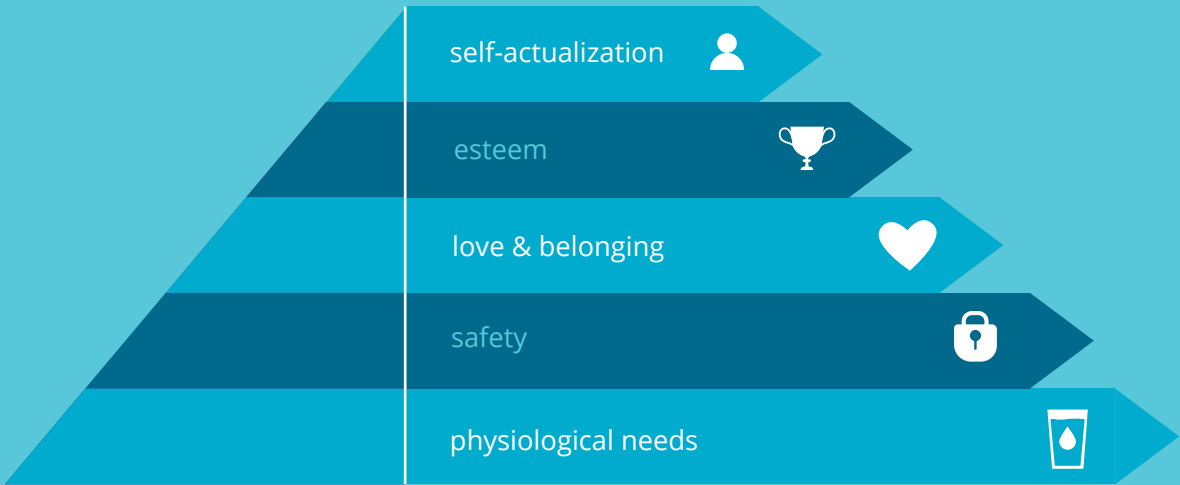 self-actualization
esteem
love & belonging
safety
physiological needs